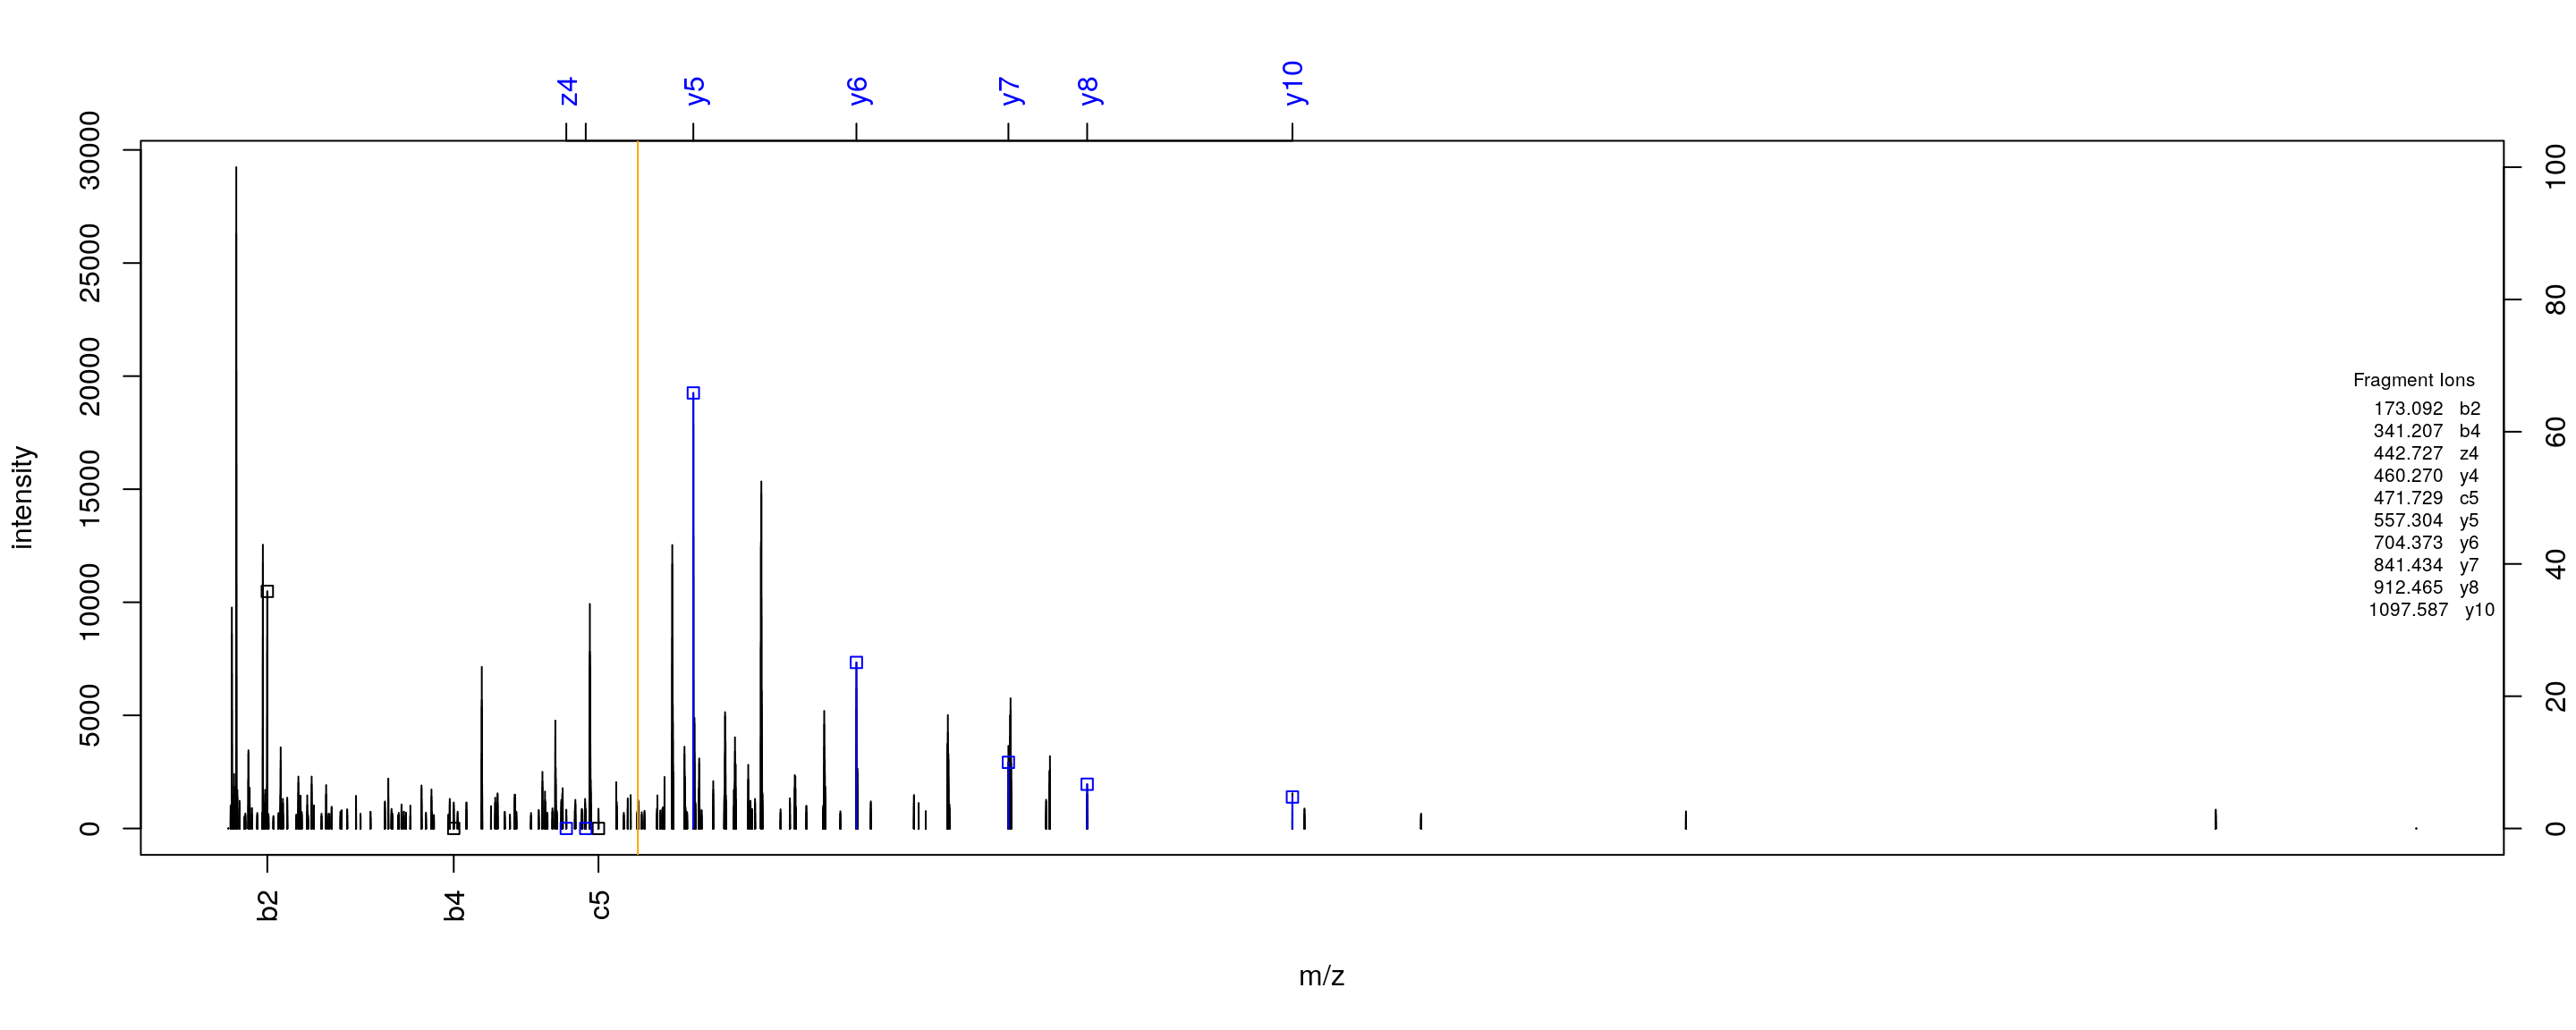 z4
y5
y6
y7
y8
y10
30000
25000
20000
15000
10000
5000
0
intensity
100
80
60
40
20
0
Fragment Ions
173.092 b2
341.207 b4
442.727 z4
460.270 y4
471.729 c5
557.304 y5
704.373 y6
841.434 y7
912.465 y8
1097.587 y10
b2
b4
c5
m/z